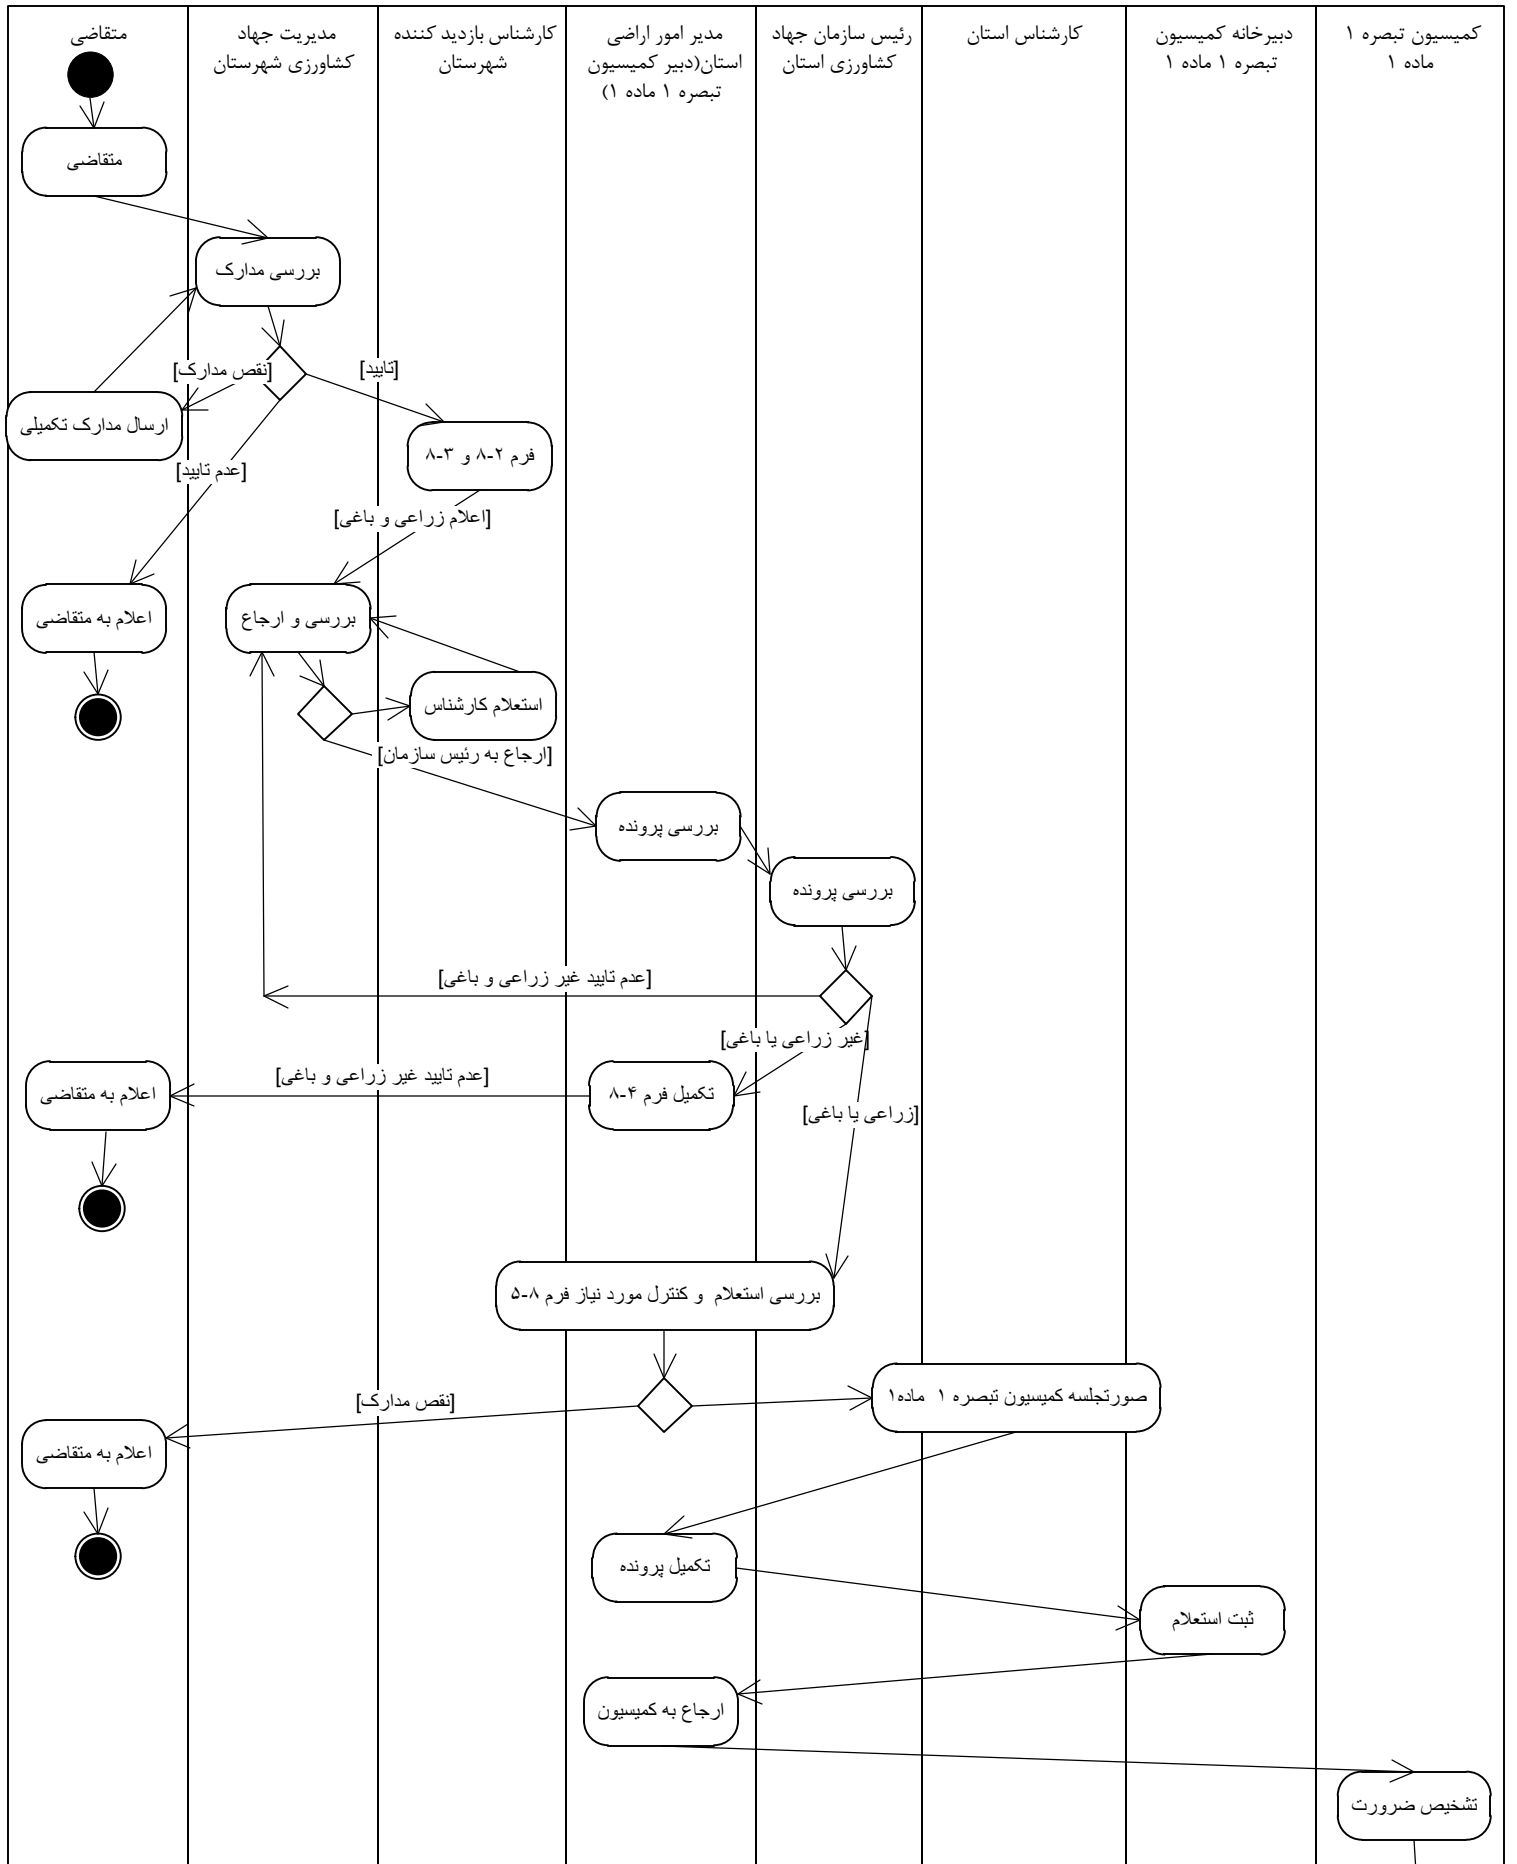 کمیسیون تبصره ۱
ماده ۱
دبیرخانه کمیسیون
تبصره ۱ ماده ۱
کارشناس استان
رئیس سازمان جهاد
کشاورزی استان
مدیر امور اراضی
استان(دبیر کمیسیون
تبصره ۱ ماده ۱)
کارشناس بازدید کننده
شهرستان
مدیریت جهاد
کشاورزی شهرستان
متقاضی
متقاضی
بررسی مدارک
[نقص مدارک]
[تایید]
ارسال مدارک تکمیلی
فرم ۲-۸ و ۳-۸
[عدم تایید]
[اعلام زراعی و باغی]
اعلام به متقاضی
بررسی و ارجاع
استعلام کارشناس
[ارجاع به رئیس سازمان]
بررسی پرونده
بررسی پرونده
[عدم تایید غیر زراعی و باغی]
[غیر زراعی یا باغی]
[عدم تایید غیر زراعی و باغی]
تکمیل فرم ۴-۸
اعلام به متقاضی
[زراعی یا باغی]
بررسی استعلام و کنترل مورد نیاز فرم ۸-۵
[نقص مدارک]
صورتجلسه کمیسیون تبصره ۱ ماده۱
اعلام به متقاضی
تکمیل پرونده
ثبت استعلام
ارجاع به کمیسیون
تشخیص ضرورت